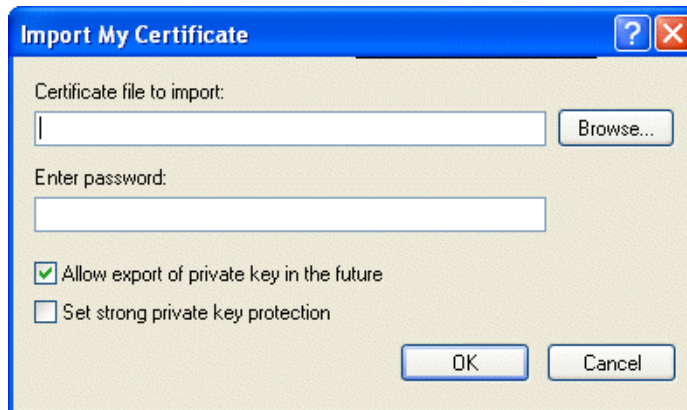 Import My Certificate
Certificate file to import:
Browse...
Enter password:
Allow export of private key in the future
Set strong private key protection
OK
Cancel